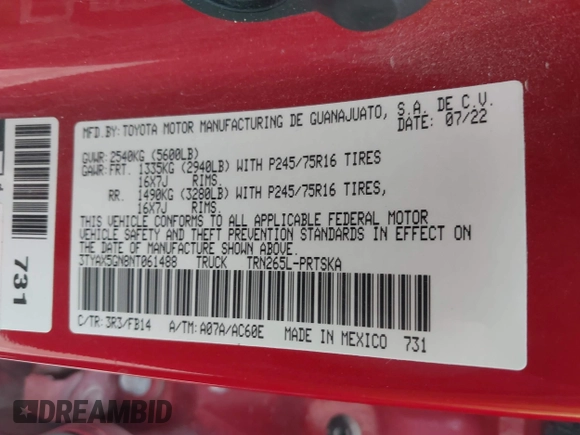 MFD.BY:TOYOTA MOTOR MANUFACTURING DE GUANAJUATO, S.A. DE C.V.
DATE: 07/22
GVWR: 2540KG (5600LB)
GAWR:FRT. 1335KG (2940LB) WITH P245/75R16 TIRES
16X7J RIMS.
RR. 1490KG (3280LB) WITH P245/75R16 TIRES,
16X7J RIMS.
THIS VEHICLE CONFORMS TO ALL APPLICABLE FEDERAL MOTOR
VEHICLE SAFETY AND THEFT PREVENTION STANDARDS IN EFFECT ON
THE DATE OF MANUFACTURE SHOWN ABOVE.
3TYAX5GN8NT061488 TRUCK TRN265L-PRTSKA
C/TR:3R3/FB14 A/TM:A07A/AC60E MADE IN MEXICO 731
731
DREAMBID